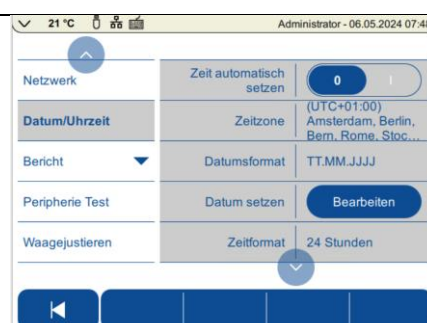 21 °C
Administrator - 06.05.2024 07:48
Netzwerk
Zeit automatisch
setzen
0
I
Datum/Uhrzeit
Zeitzone
(UTC+01:00)
Amsterdam, Berlin,
Bern, Rome, Stoc...
Bericht
Datumsformat
TT.MM.JJJJ
Peripherie Test
Datum setzen
Bearbeiten
Waagejustieren
Zeitformat
24 Stunden